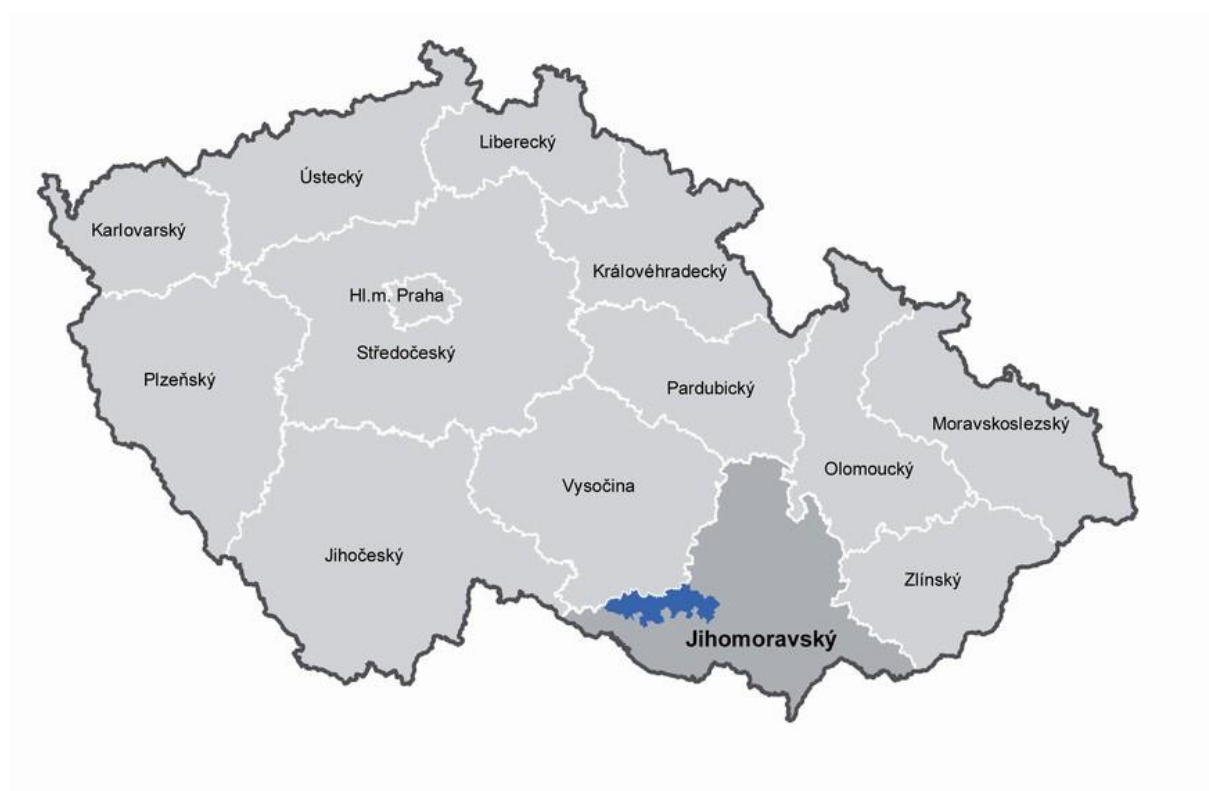 Liberecký
Ústecký
Karlovarský
Královéhradecký
Hl.m. Praha
Středočeský
Plzeňský
Pardubický
Moravskoslezský
Olomoucký
Vysočina
Jihočeský
Zlínský
Jihomoravský